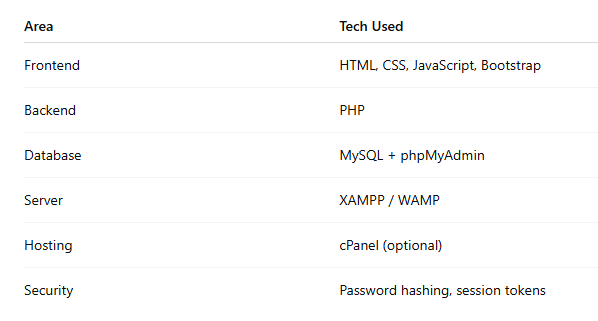 Area Tech Used
Frontend HTML, CSS, JavaScript, Bootstrap
Backend PHP
Database MySQL + phpMyAdmin
Server XAMPP / WAMP
Hosting cPanel (optional)
Security Password hashing, session tokens